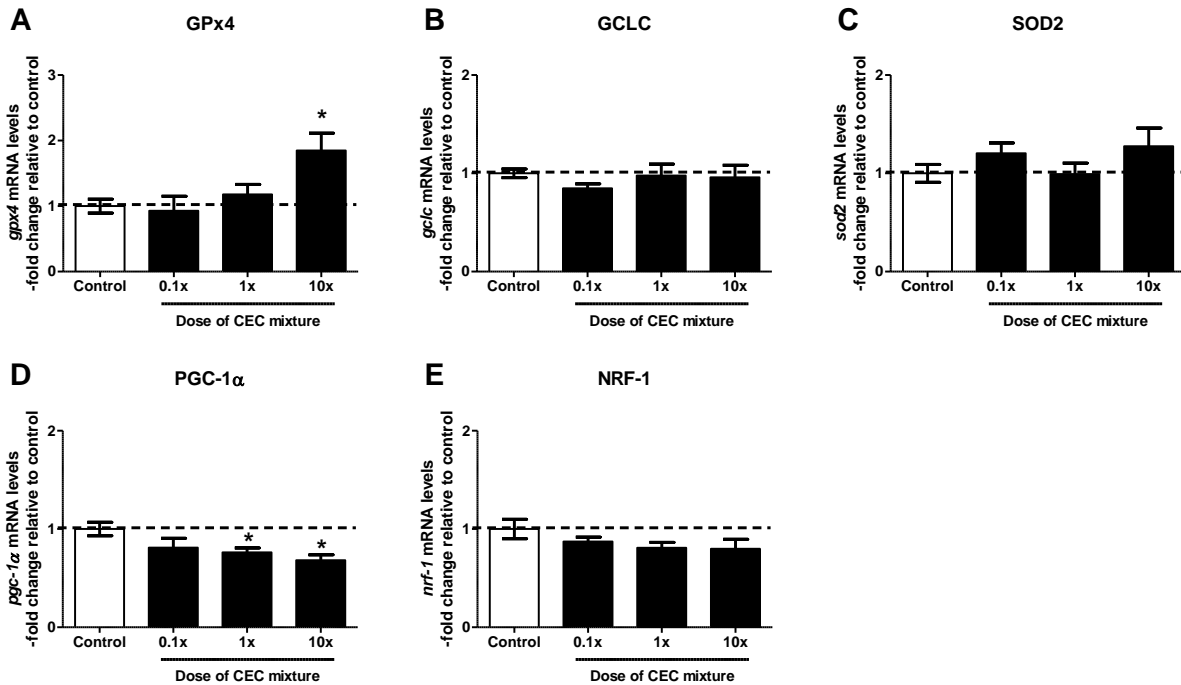 A
GPx4
gpx4 mRNA levels
-fold change relative to control
3
2
1
0
*
Control
0.1x
1x
10x
Dose of CEC mixture
B
GCLC
gclc mRNA levels
-fold change relative to control
2
1
0
Control
0.1x
1x
10x
Dose of CEC mixture
C
SOD2
sod2 mRNA levels
-fold change relative to control
2
1
0
Control
0.1x
1x
10x
Dose of CEC mixture
D
PGC-1α
pgc-1α mRNA levels
-fold change relative to control
2
1
0
*
*
Control
0.1x
1x
10x
Dose of CEC mixture
E
NRF-1
nrf-1 mRNA levels
-fold change relative to control
2
1
0
Control
0.1x
1x
10x
Dose of CEC mixture